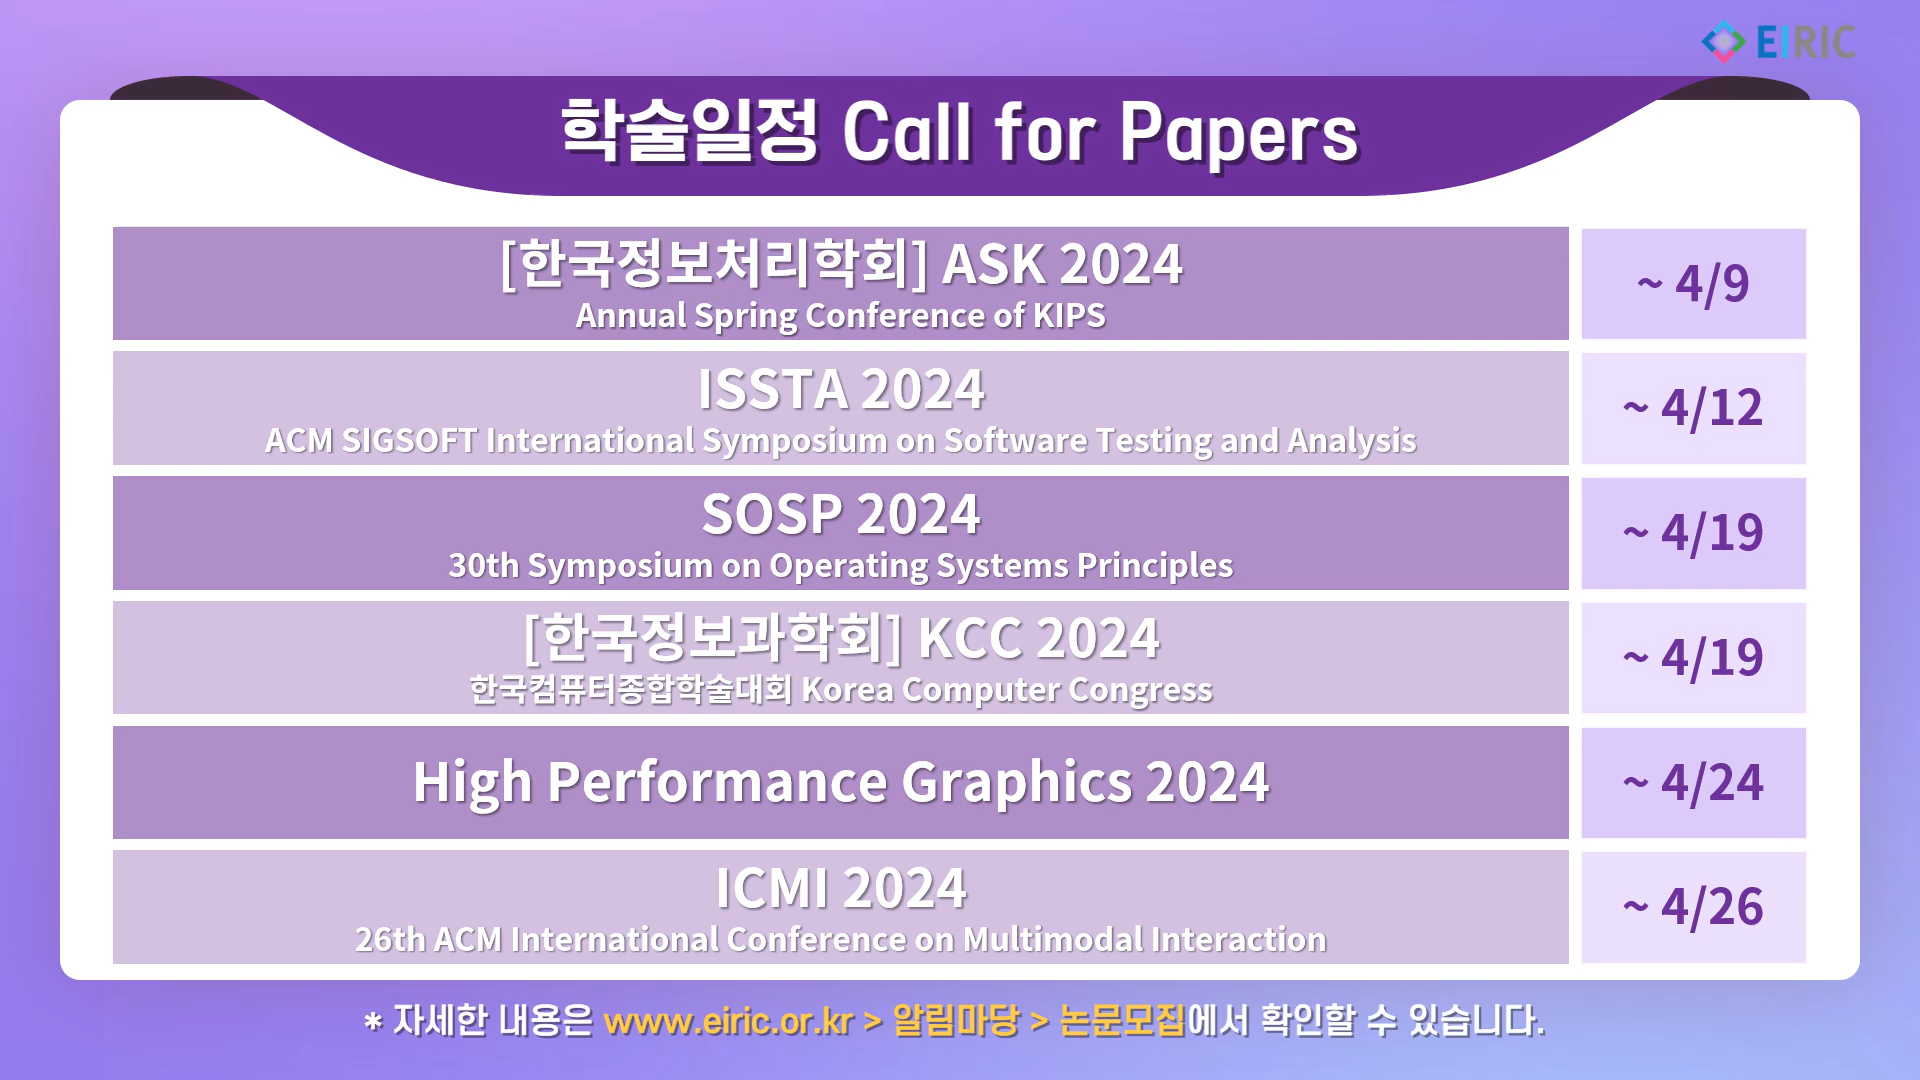 EIRIC
학술일정 Call for Papers
[한국정보처리학회] ASK 2024
Annual Spring Conference of KIPS
~ 4/9
ISSTA 2024
ACM SIGSOFT International Symposium on Software Testing and Analysis
~ 4/12
SOSP 2024
30th Symposium on Operating Systems Principles
~ 4/19
[한국정보과학회] KCC 2024
한국컴퓨터종합학술대회 Korea Computer Congress
~ 4/19
High Performance Graphics 2024
~ 4/24
ICMI 2024
26th ACM International Conference on Multimodal Interaction
~ 4/26
* 자세한 내용은 www.eiric.or.kr > 알림마당 > 논문모집에서 확인할 수 있습니다.